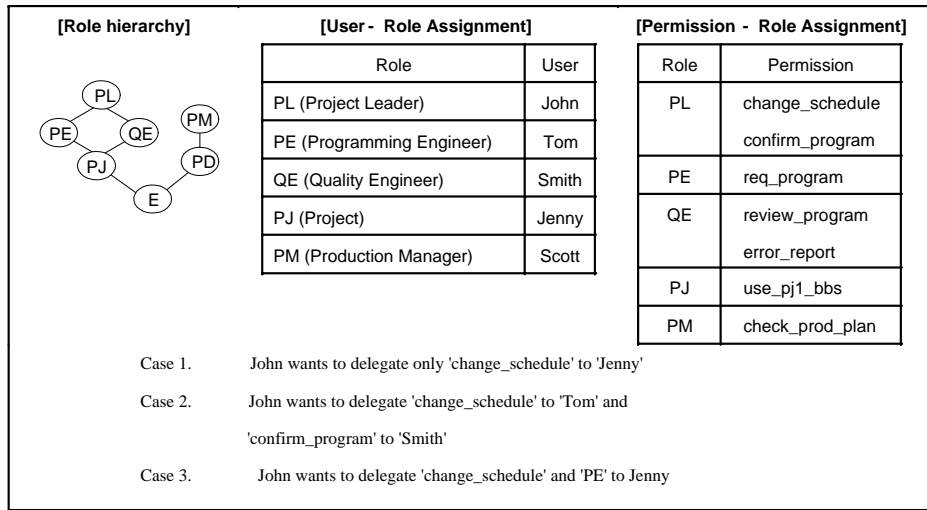 [Role hierarchy]
PL
PE
QE
PM
PJ
PD
E
[User - Role Assignment]
Role User
PL (Project Leader) John
PE (Programming Engineer) Tom
QE (Quality Engineer) Smith
PJ (Project) Jenny
PM (Production Manager) Scott
[Permission - Role Assignment]
Role Permission
PL change_schedule
confirm_program
PE req_program
QE review_program
error_report
PJ use_pj1_bbs
PM check_prod_plan
Case 1. John wants to delegate only 'change_schedule' to 'Jenny'
Case 2. John wants to delegate 'change_schedule' to 'Tom' and
'confirm_program' to 'Smith'
Case 3. John wants to delegate 'change_schedule' and 'PE' to Jenny